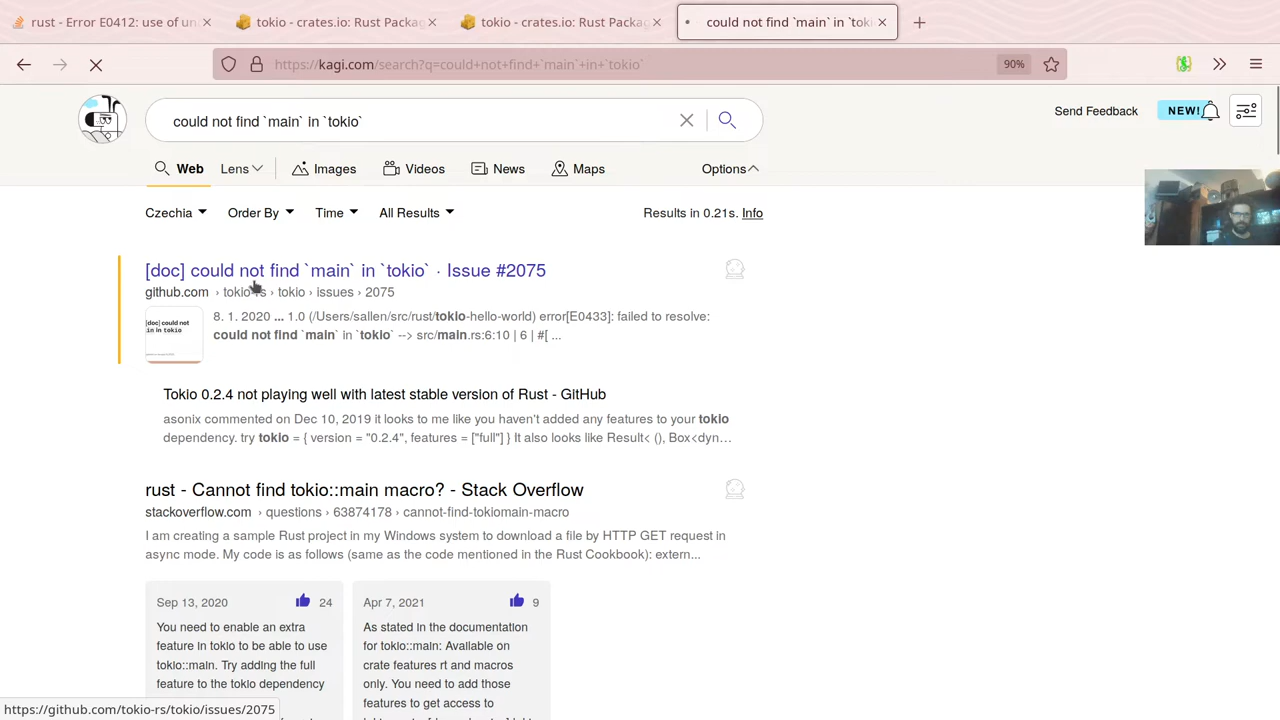 rust - Error E0412: use of un
tokio - crates.io: Rust Packag
tokio - crates.io: Rust Packag
could not find `main` in `toki
https://kagi.com/search?q=could+not+find+`main`+in+`tokio`
90%
could not find `main` in `tokio`
Send Feedback
NEW!
Web
Lens
Images
Videos
News
Maps
Options
Czechia
Order By
Time
All Results
Results in 0.21s. Info
[doc] could not find `main` in `tokio` · Issue #2075
github.com › tokio-rs › tokio › issues › 2075
8. 1. 2020 ... 1.0 (/Users/sallen/src/rust/tokio-hello-world) error[E0433]: failed to resolve:
could not find `main` in `tokio` --> src/main.rs:6:10 | 6 | #[ ...
[doc] could not
Tokio 0.2.4 not playing well with latest stable version of Rust - GitHub
asonix commented on Dec 10, 2019 it looks to me like you haven't added any features to your tokio
dependency. try tokio = { version = "0.2.4", features = ["full"] } It also looks like Result< (), Box<dyn...
rust - Cannot find tokio::main macro? - Stack Overflow
stackoverflow.com › questions › 63874178 › cannot-find-tokiomain-macro
I am creating a sample Rust project in my Windows system to download a file by HTTP GET request in
async mode. My code is as follows (same as the code mentioned in the Rust Cookbook): extern...
Sep 13, 2020 24
You need to enable an extra
feature in tokio to be able to use
tokio::main. Try adding the full
feature to the tokio dependency
Apr 7, 2021 9
As stated in the documentation
for tokio::main: Available on
crate features rt and macros
only. You need to add those
features to get access to
https://github.com/tokio-rs/tokio/issues/2075